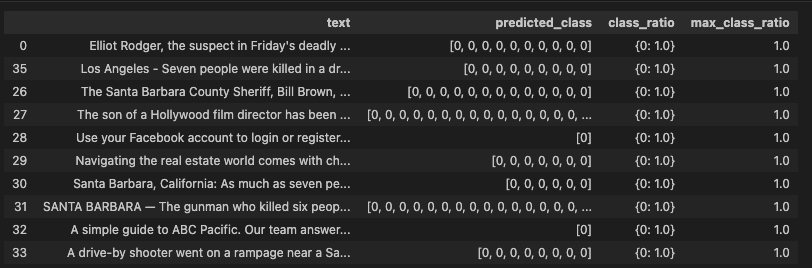 text predicted_class class_ratio max_class_ratio
0 Elliot Rodger, the suspect in Friday's deadly ... [0, 0, 0, 0, 0, 0, 0, 0, 0, 0] {0: 1.0} 1.0
35 Los Angeles - Seven people were killed in a dr... [0, 0, 0, 0, 0, 0, 0, 0, 0] {0: 1.0} 1.0
26 The Santa Barbara County Sheriff, Bill Brown, ... [0, 0, 0, 0, 0, 0, 0, 0, 0, 0, 0, 0, 0] {0: 1.0} 1.0
27 The son of a Hollywood film director has been ... [0, 0, 0, 0, 0, 0, 0, 0, 0, 0, 0, 0, 0, 0, 0, ... {0: 1.0} 1.0
28 Use your Facebook account to login or register... [0] {0: 1.0} 1.0
29 Navigating the real estate world comes with ch... [0, 0, 0, 0, 0, 0, 0] {0: 1.0} 1.0
30 Santa Barbara, California: As much as seven pe... [0, 0, 0, 0, 0, 0] {0: 1.0} 1.0
31 SANTA BARBARA — The gunman who killed six peop... [0, 0, 0, 0, 0, 0, 0, 0, 0, 0, 0, 0, 0, 0, 0, ... {0: 1.0} 1.0
32 A simple guide to ABC Pacific. Our team answer... [0] {0: 1.0} 1.0
33 A drive-by shooter went on a rampage near a Sa... [0, 0, 0, 0, 0, 0, 0, 0] {0: 1.0} 1.0